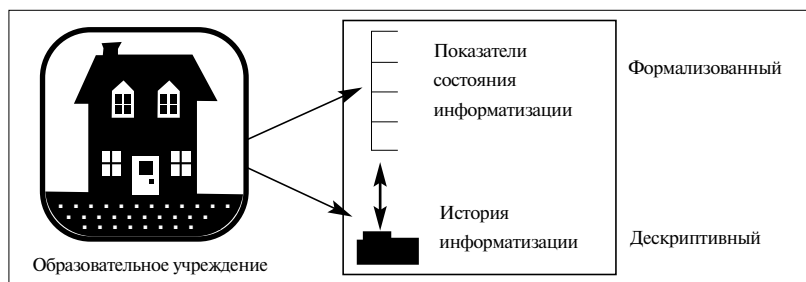 Показатели
состояния
информатизации
Формализованный
История
информатизации
Дескриптивный
Образовательное учреждение